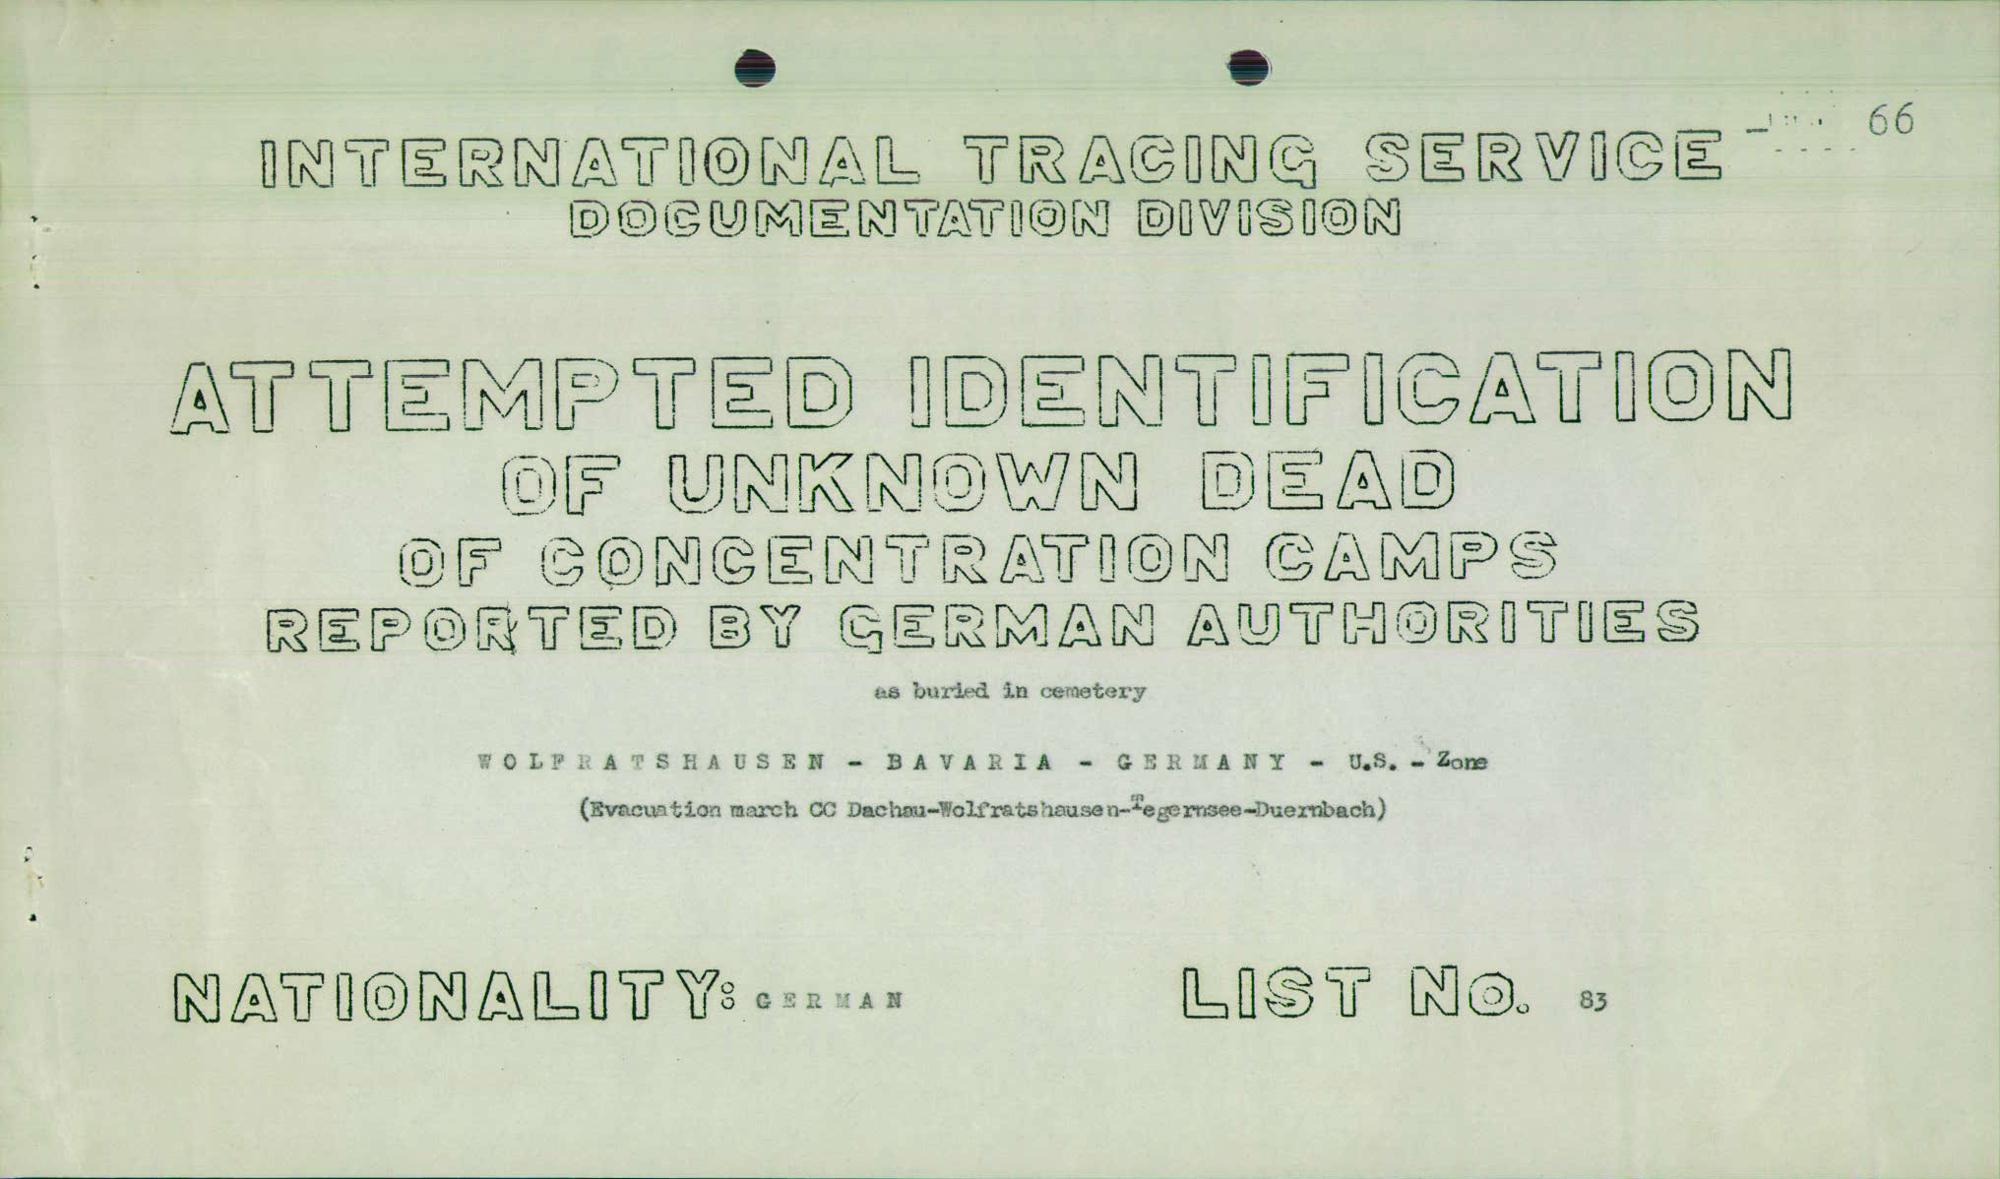 66
INTERNATIONAL TRACING SERVICE
DOCUMENTATION DIVISION
ATTEMPTED IDENTIFICATION
OF UNKNOWN DEAD
OF CONCENTRATION CAMPS
REPORTED BY GERMAN AUTHORITIES
as buried in cemetery
WOLFRATSHAUSEN - BAVARIA - GERMANY - U.S. - Zone
(Evacuation march CC Dachau-Wolfratshausen-Tegernsee-Duernbach)
NATIONALITY: GERMAN LIST No. 83